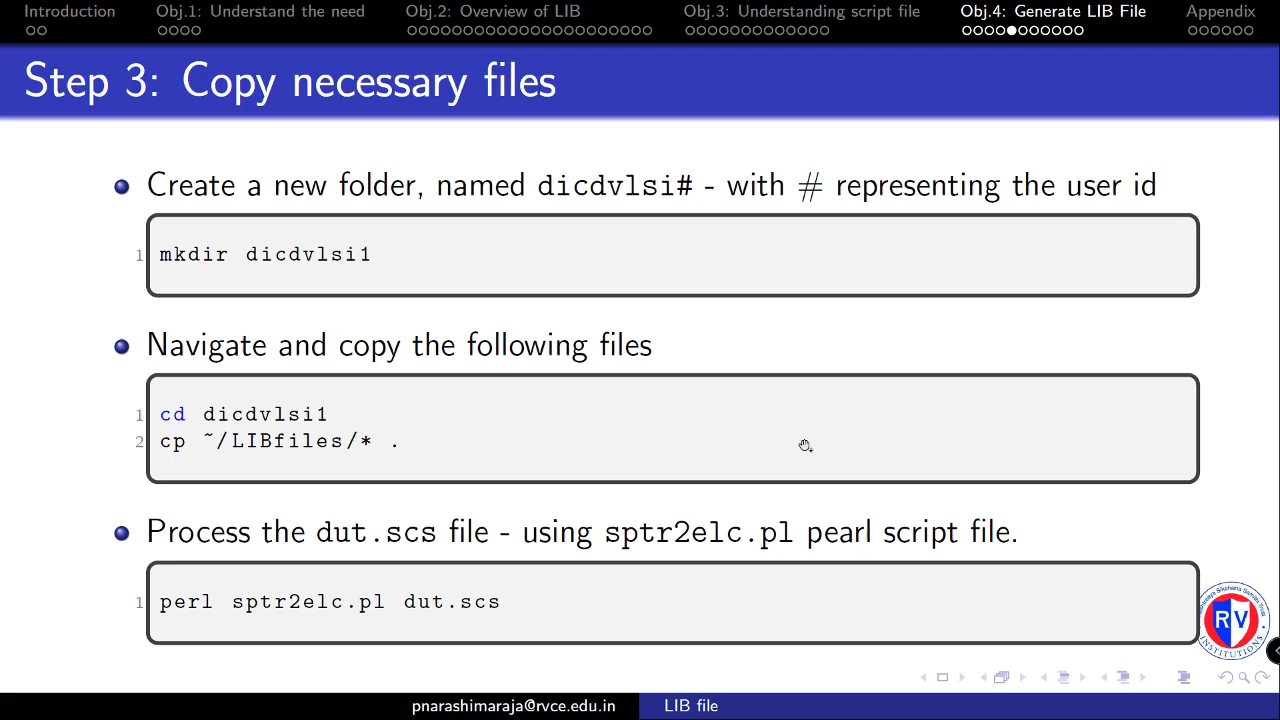 Introduction
Obj.1: Understand the need
Obj.2: Overview of LIB
Obj.3: Understanding script file
Obj.4: Generate LIB File
Appendix
Step 3: Copy necessary files
Create a new folder, named dicdvlsi# - with # representing the user id
1 mkdir dicdvlsi1
Navigate and copy the following files
1 cd dicdvlsi1
2 cp ~/LIBfiles/* .
Process the dut.scs file - using sptr2elc.pl pearl script file.
1 perl sptr2elc.pl dut.scs
RV
INSTITUTIONS
pnarashimaraja@rvce.edu.in
LIB file